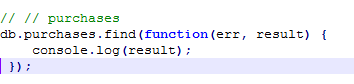 // // purchases
db.purchases.find(function(err, result) {
    console.log(result);
 });